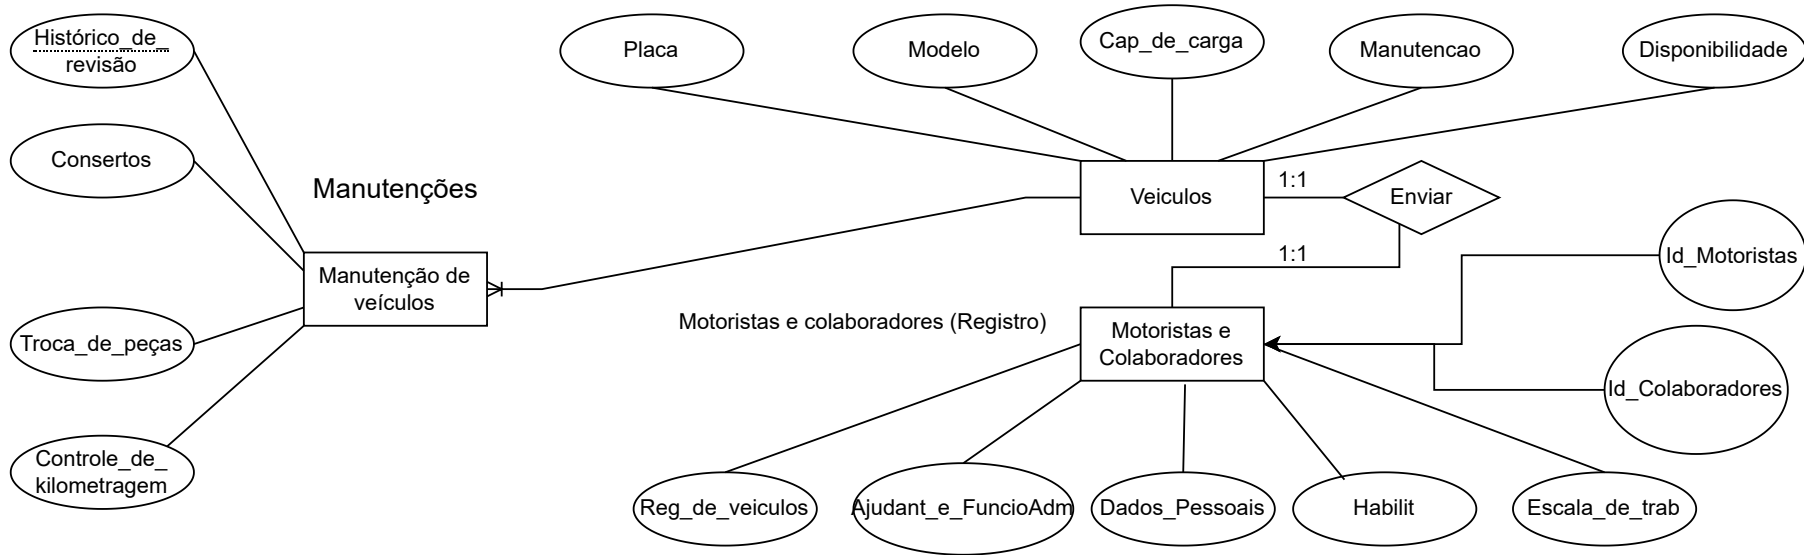 Histórico_de_
revisão
Placa
Modelo
Cap_de_carga
Manutencao
Disponibilidade
Consertos
Manutenções
Veiculos
1:1
Enviar
1:1
Id_Motoristas
Manutenção de
veículos
Motoristas e colaboradores (Registro)
Motoristas e
Colaboradores
Troca_de_peças
Id_Colaboradores
Controle_de_
kilometragem
Reg_de_veiculos
Ajudant_e_FuncioAdm
Dados_Pessoais
Habilit
Escala_de_trab